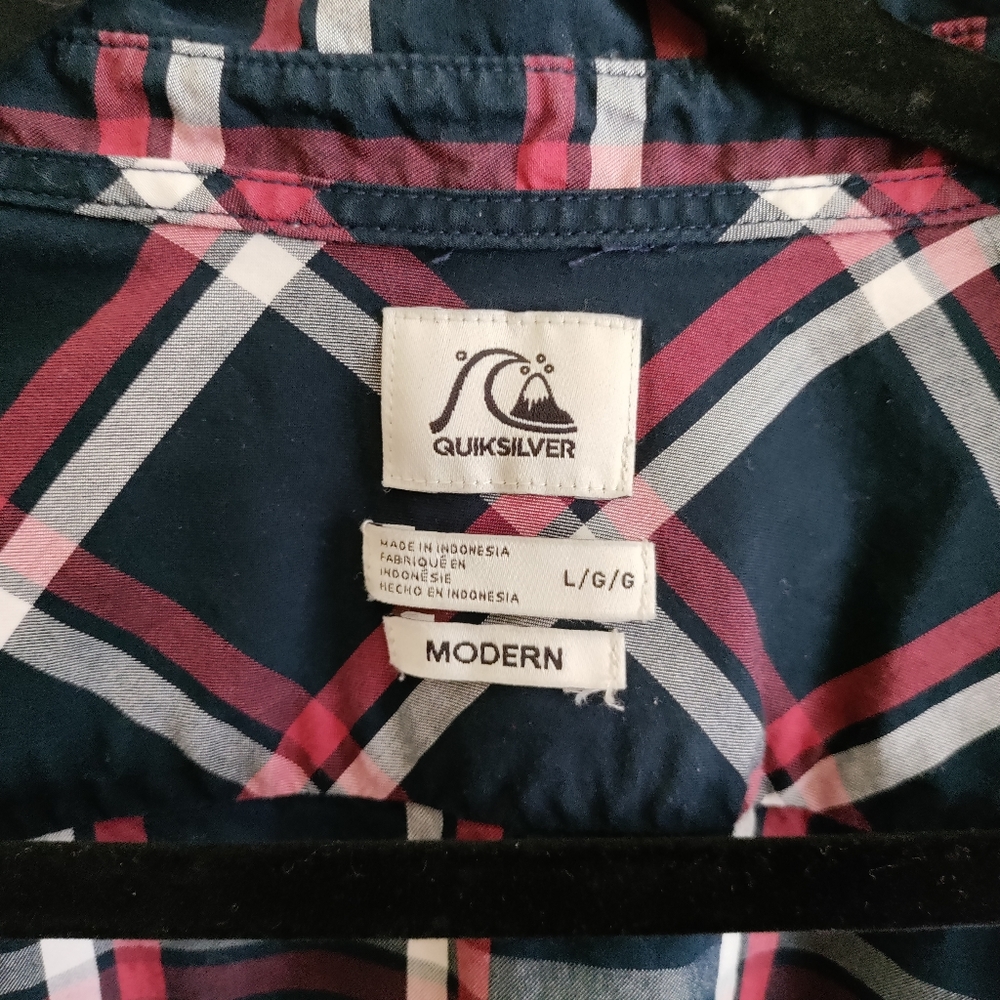 QUIKSILVER
MADE IN INDONESIA
FABRIQUÉ EN
INDONÉSIE
HECHO EN INDONESIA
L/G/G
MODERN